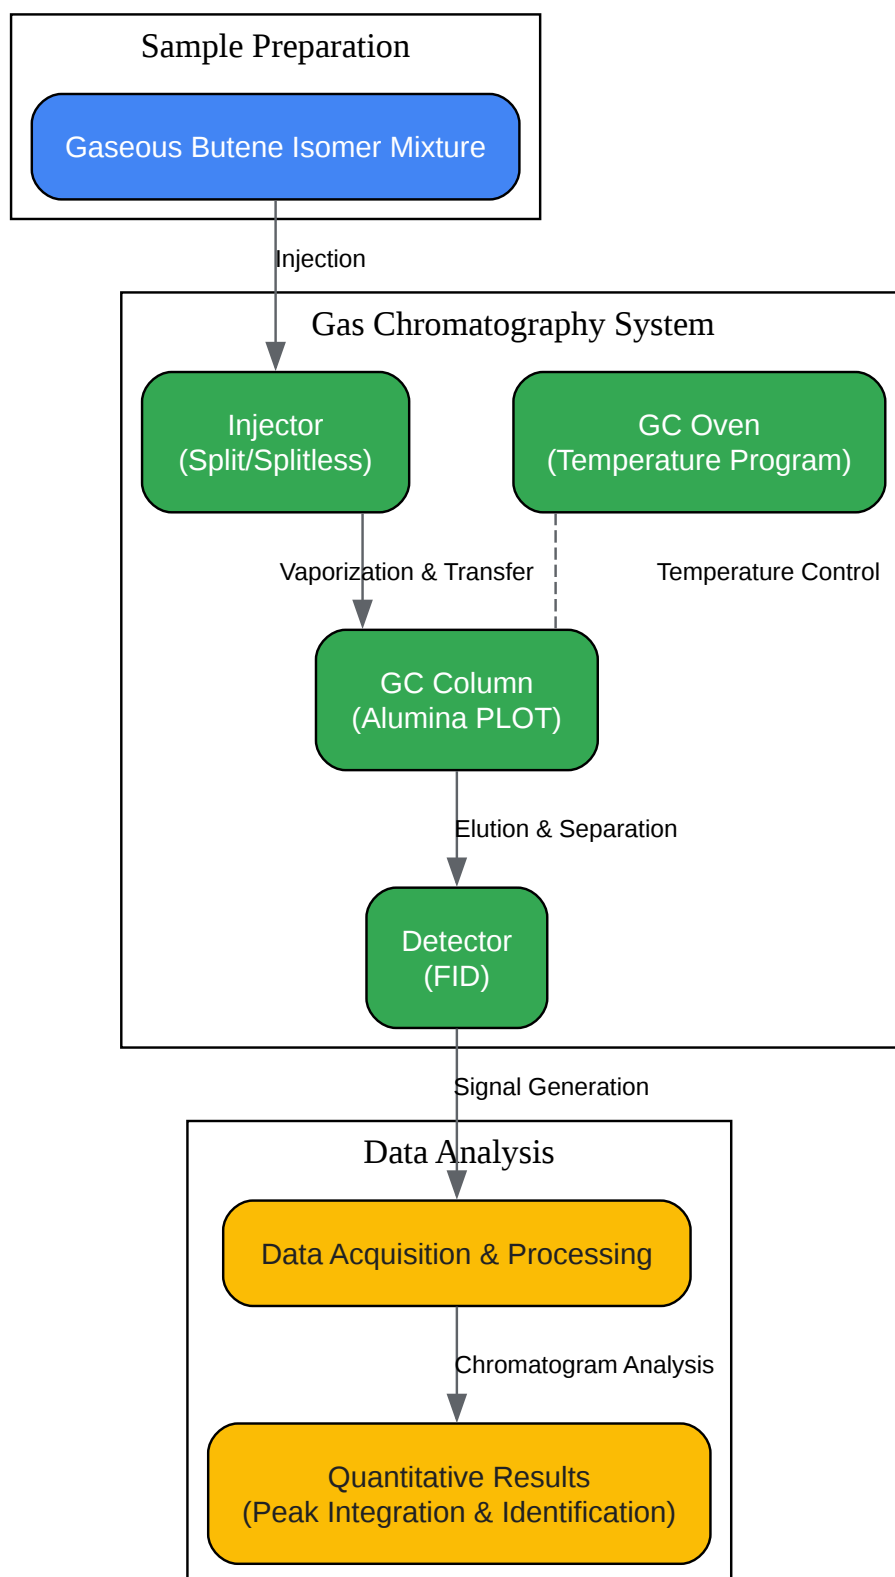 Sample Preparation
Gaseous Butene Isomer Mixture
Injection
Gas Chromatography System
Injector
(Split/Splitless)
GC Oven
(Temperature Program)
Vaporization & Transfer
Temperature Control
GC Column
(Alumina PLOT)
Elution & Separation
Detector
(FID)
Signal Generation
Data Analysis
Data Acquisition & Processing
Chromatogram Analysis
Quantitative Results
(Peak Integration & Identification)